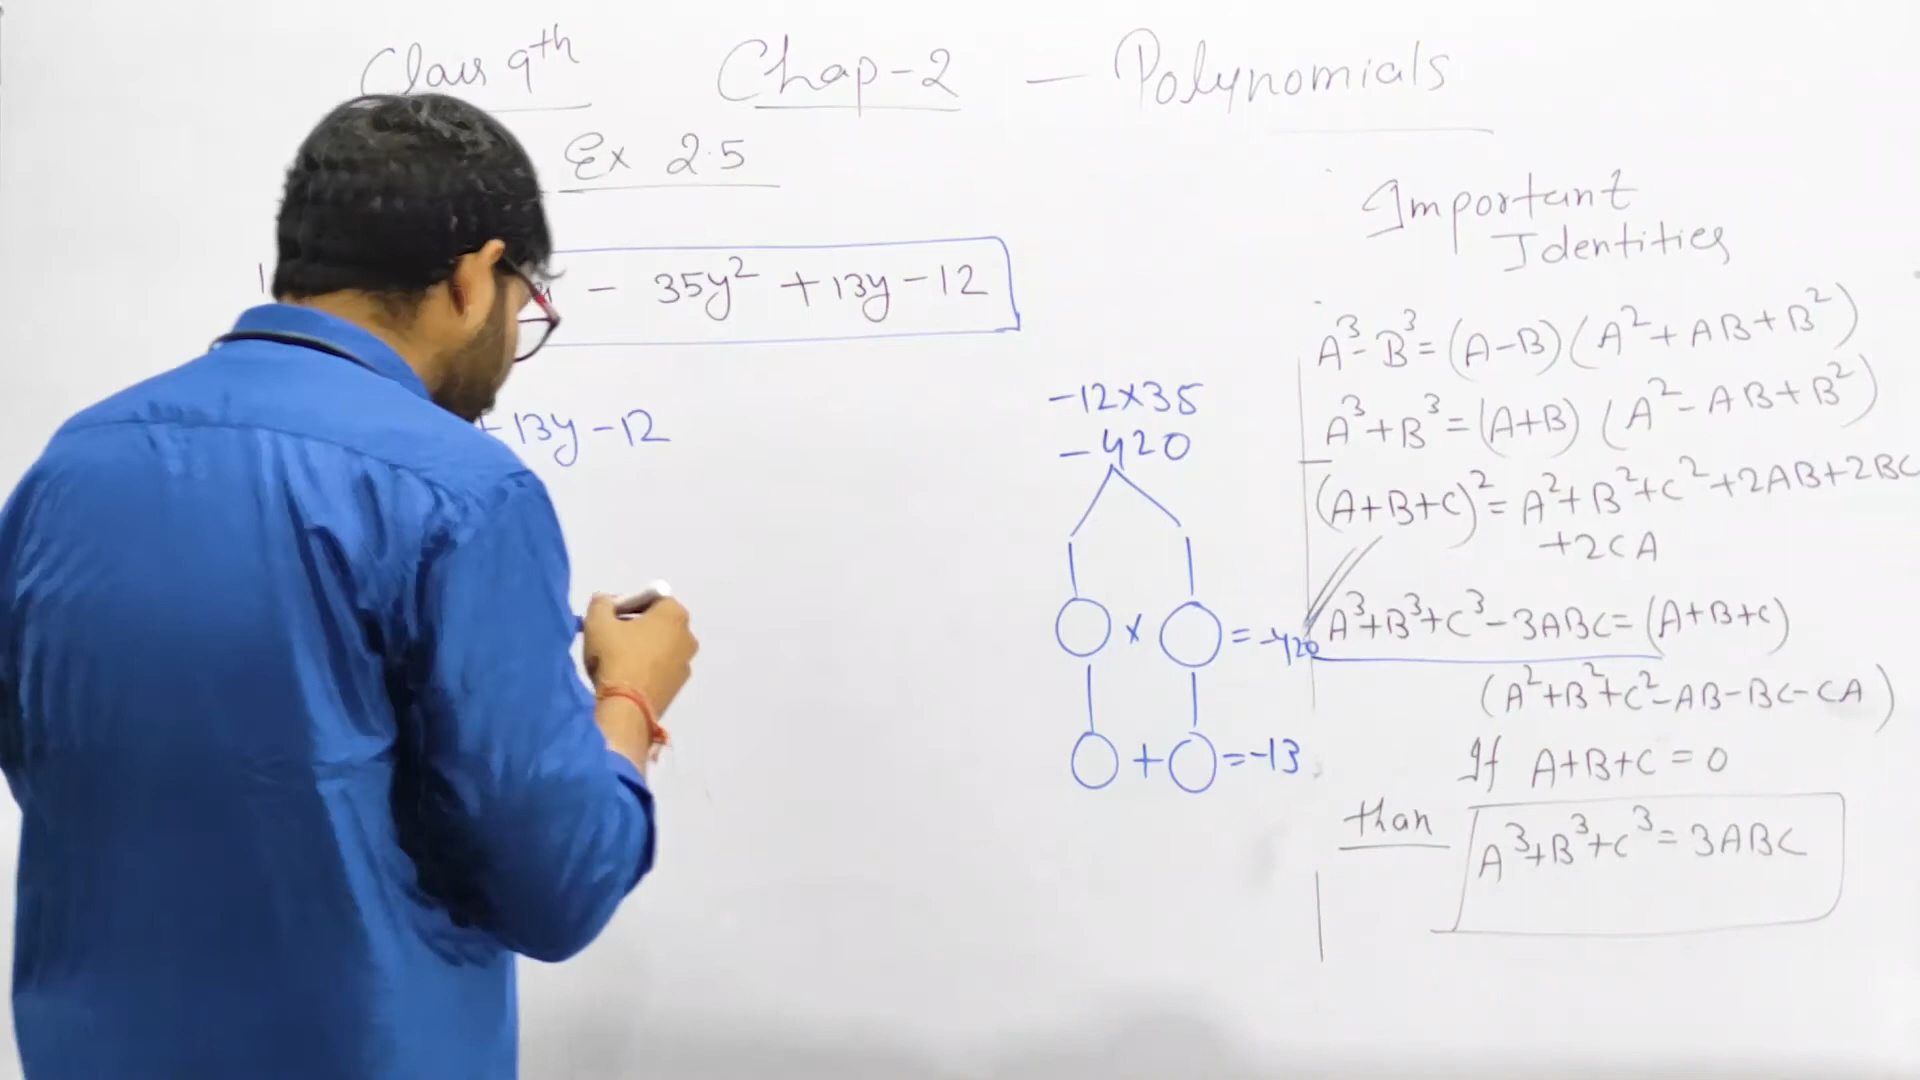 Class 9th Chap-2 — Polynomials
Ex 2.5
- 35y² + 13y - 12
+ 13y - 12
-12×35
-420
× = -420
+ = -13
Important
Identities
A³-B³=(A-B)(A²+AB+B²)
A³+B³=(A+B)(A²-AB+B²)
(A+B+C)²=A²+B²+C²+2AB+2BC
+2CA
A³+B³+C³-3ABC=(A+B+C)
(A²+B²+C²-AB-BC-CA)
If A+B+C=0
than A³+B³+C³=3ABC